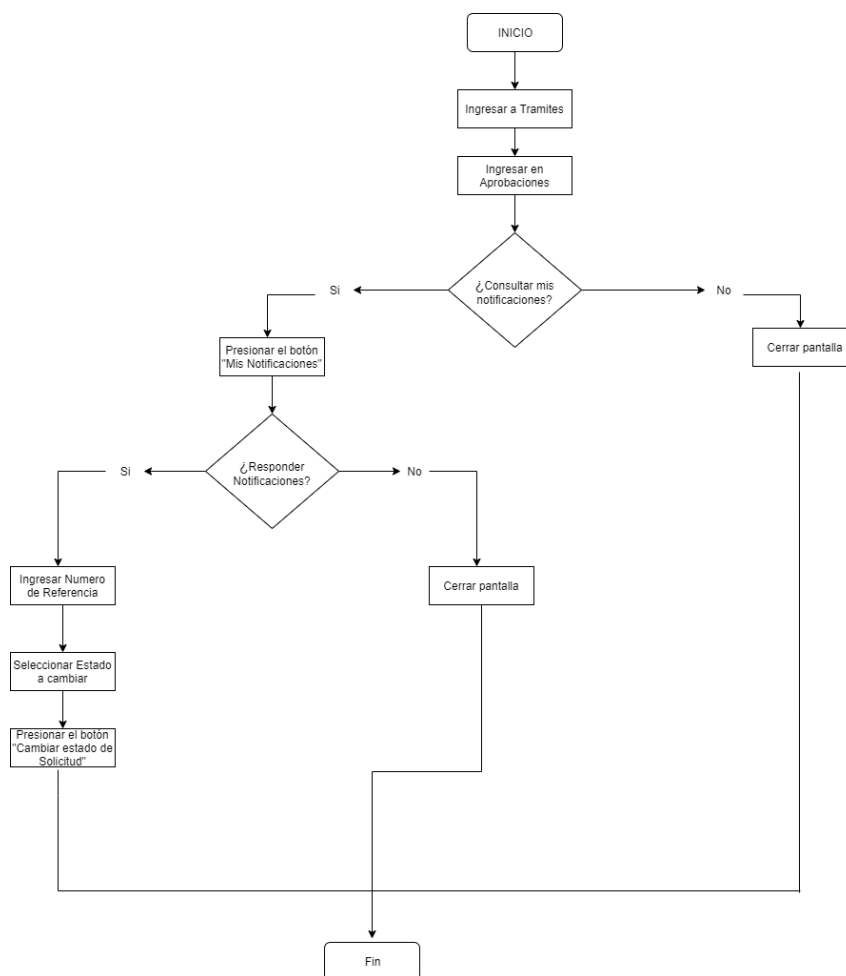 INICIO
Ingresar a Tramites
Ingresar en
Aprobaciones
¿Consultar mis
notificaciones?
Si
No
Presionar el botón
"Mis Notificaciones"
Cerrar pantalla
¿Responder
Notificaciones?
Si
No
Ingresar Numero
de Referencia
Cerrar pantalla
Seleccionar Estado
a cambiar
Presionar el botón
"Cambiar estado de
Solicitud"
Fin